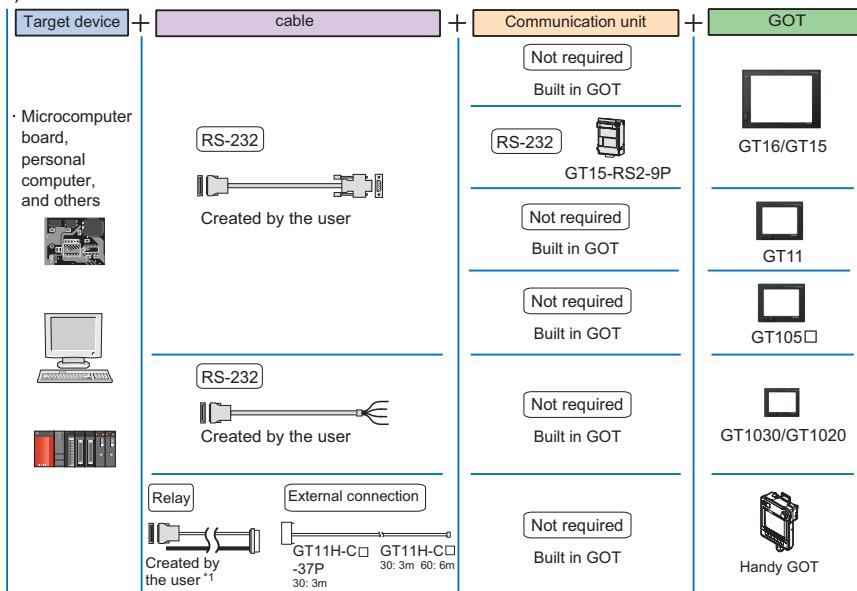 Target device + cable + Communication unit + GOT
· Microcomputer
board,
personal
computer,
and others
RS-232
Created by the user
Not required
Built in GOT
RS-232
GT15-RS2-9P
GT16/GT15
Not required
Built in GOT
GT11
Not required
Built in GOT
GT105□
RS-232
Created by the user
Not required
Built in GOT
GT1030/GT1020
Relay
Created by
the user *1
External connection
GT11H-C□
-37P
30: 3m
GT11H-C□
30: 3m 60: 6m
Not required
Built in GOT
Handy GOT